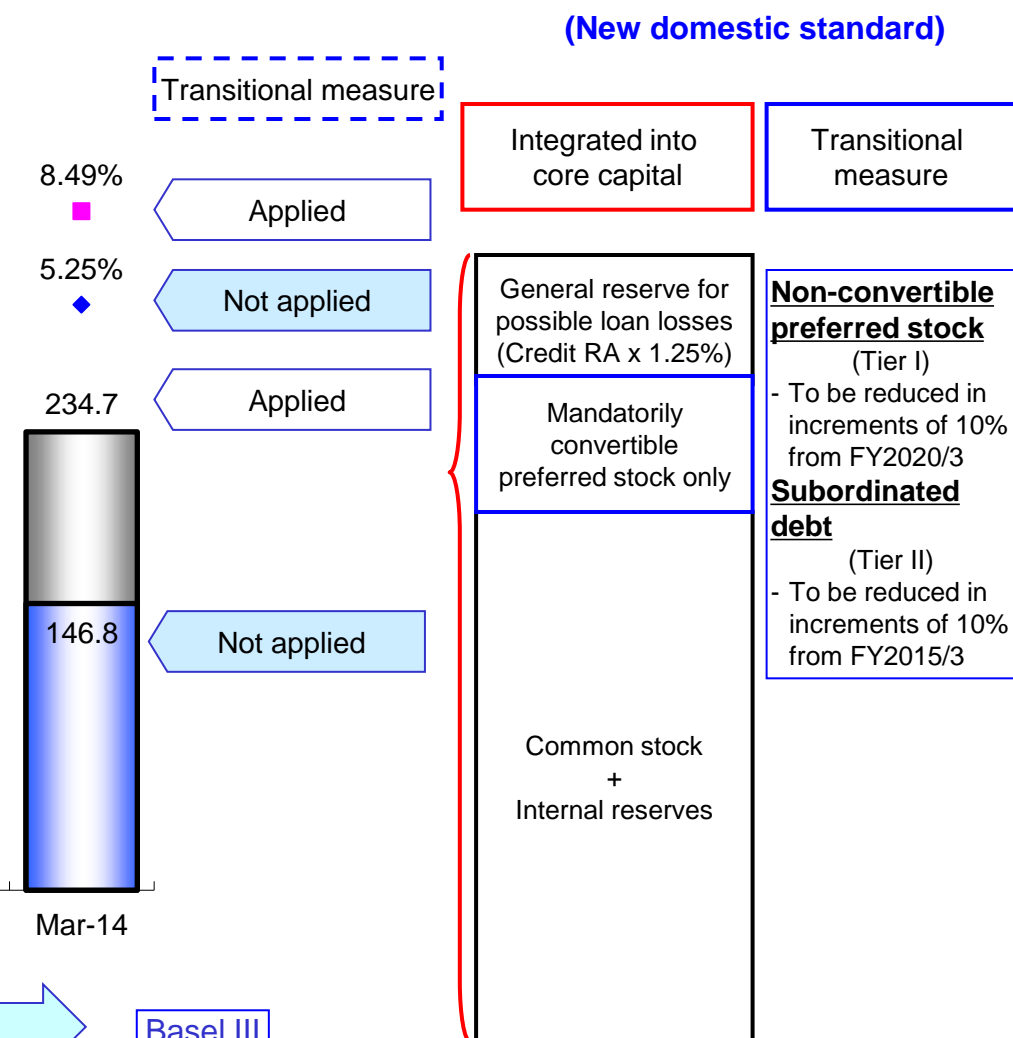 (New domestic standard)
Transitional measure
Integrated into
core capital
Transitional
measure
8.49%
Applied
5.25%
Not applied
234.7
Applied
146.8
Not applied
Mar-14
Basel III
General reserve for
possible loan losses
(Credit RA x 1.25%)
Mandatorily
convertible
preferred stock only
Common stock
+
Internal reserves
Non-convertible
preferred stock
(Tier I)
- To be reduced in
increments of 10%
from FY2020/3
Subordinated
debt
(Tier II)
- To be reduced in
increments of 10%
from FY2015/3